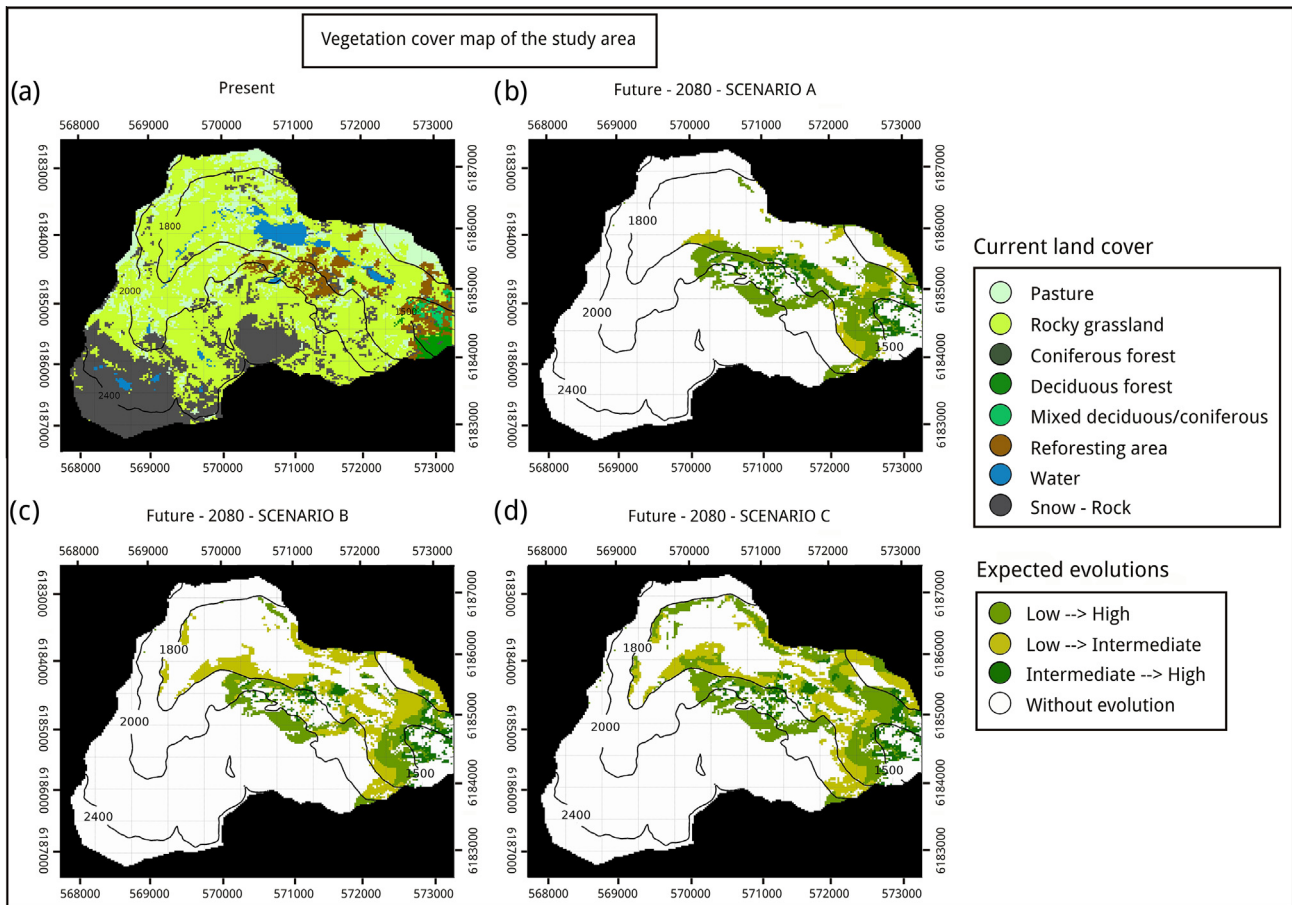 Vegetation cover map of the study area
(a)
Present
568000 569000 570000 571000 572000 573000
6183000 6184000 6185000 6186000 6187000
6187000 6186000 6185000 6184000 6183000
1800
2000
1500
2400
568000 569000 570000 571000 572000 573000
(b)
Future - 2080 - SCENARIO A
568000 569000 570000 571000 572000 573000
6183000 6184000 6185000 6186000 6187000
6187000 6186000 6185000 6184000 6183000
1800
2000
1500
2400
568000 569000 570000 571000 572000 573000
(c)
Future - 2080 - SCENARIO B
568000 569000 570000 571000 572000 573000
6183000 6184000 6185000 6186000 6187000
6187000 6186000 6185000 6184000 6183000
1800
2000
1500
2400
568000 569000 570000 571000 572000 573000
(d)
Future - 2080 - SCENARIO C
568000 569000 570000 571000 572000 573000
6183000 6184000 6185000 6186000 6187000
6187000 6186000 6185000 6184000 6183000
1800
2000
1500
2400
568000 569000 570000 571000 572000 573000
Current land cover
Pasture
Rocky grassland
Coniferous forest
Deciduous forest
Mixed deciduous/coniferous
Reforesting area
Water
Snow - Rock
Expected evolutions
Low --> High
Low --> Intermediate
Intermediate --> High
Without evolution